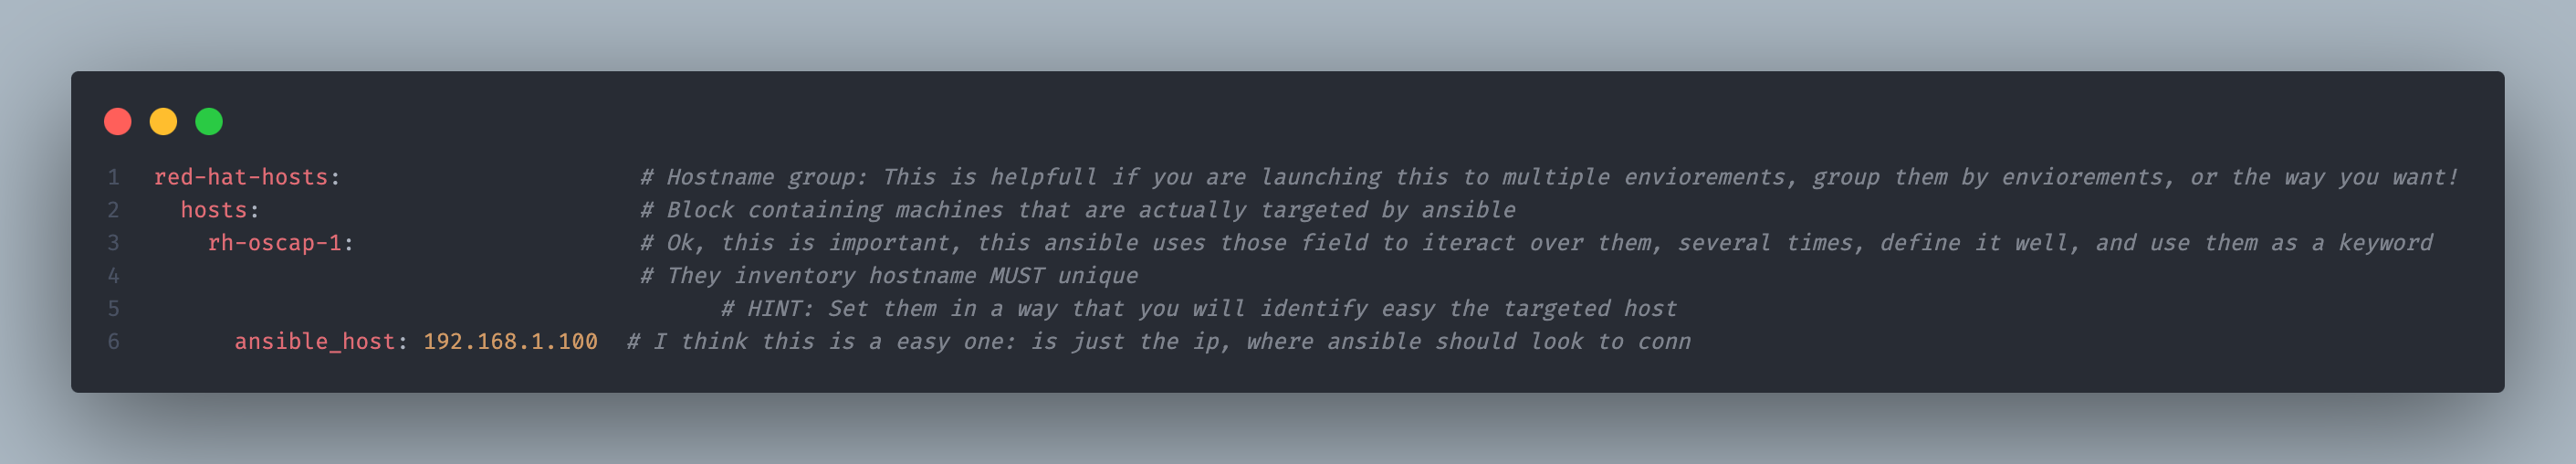 1 red-hat-hosts: # Hostname group: This is helpfull if you are launching this to multiple enviorements, group them by enviorements, or the way you want!
2 hosts: # Block containing machines that are actually targeted by ansible
3 rh-oscap-1: # Ok, this is important, this ansible uses those field to iteract over them, several times, define it well, and use them as a keyword
4 # They inventory hostname MUST unique
5 # HINT: Set them in a way that you will identify easy the targeted host
6 ansible_host: 192.168.1.100 # I think this is a easy one: is just the ip, where ansible should look to conn